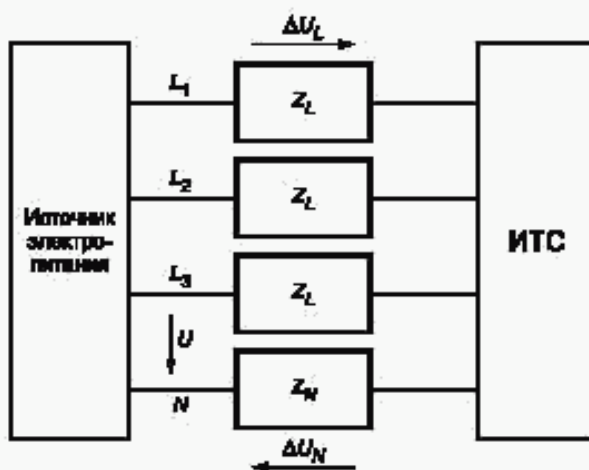 ΔU_L
L_1
Z_L
L_2
Z_L
Источник
электро-
питания
ИТС
L_3
Z_L
U
N
Z_N
ΔU_N